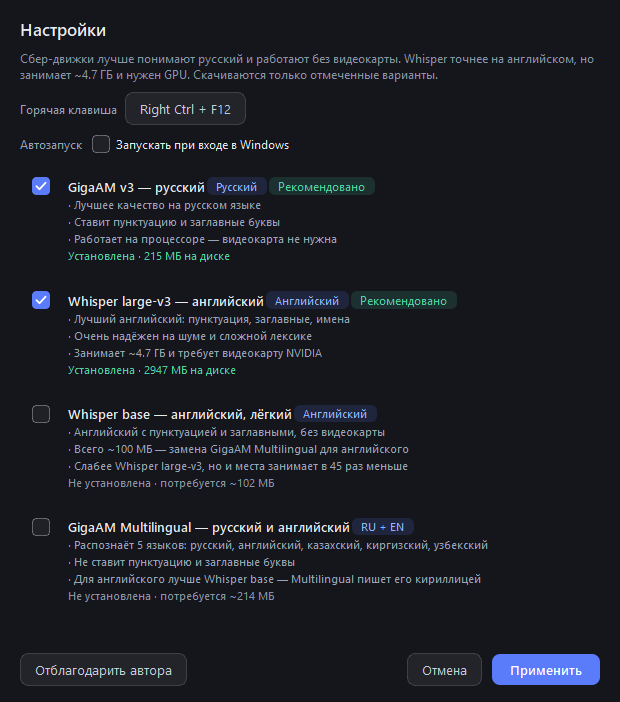 Настройки
Сбер-движки лучше понимают русский и работают без видеокарты. Whisper точнее на английском, но
занимает ~4.7 ГБ и нужен GPU. Скачиваются только отмеченные варианты.
Горячая клавиша Right Ctrl + F12
Автозапуск Запускать при входе в Windows
GigaAM v3 — русский Русский Рекомендовано
· Лучшее качество на русском языке
· Ставит пунктуацию и заглавные буквы
· Работает на процессоре — видеокарта не нужна
Установлена · 215 МБ на диске
Whisper large-v3 — английский Английский Рекомендовано
· Лучший английский: пунктуация, заглавные, имена
· Очень надёжен на шуме и сложной лексике
· Занимает ~4.7 ГБ и требует видеокарту NVIDIA
Установлена · 2947 МБ на диске
Whisper base — английский, лёгкий Английский
· Английский с пунктуацией и заглавными, без видеокарты
· Всего ~100 МБ — замена GigaAM Multilingual для английского
· Слабее Whisper large-v3, но и места занимает в 45 раз меньше
Не установлена · потребуется ~102 МБ
GigaAM Multilingual — русский и английский RU + EN
· Распознаёт 5 языков: русский, английский, казахский, киргизский, узбекский
· Не ставит пунктуацию и заглавные буквы
· Для английского лучше Whisper base — Multilingual пишет его кириллицей
Не установлена · потребуется ~214 МБ
Отблагодарить автора Отмена Применить